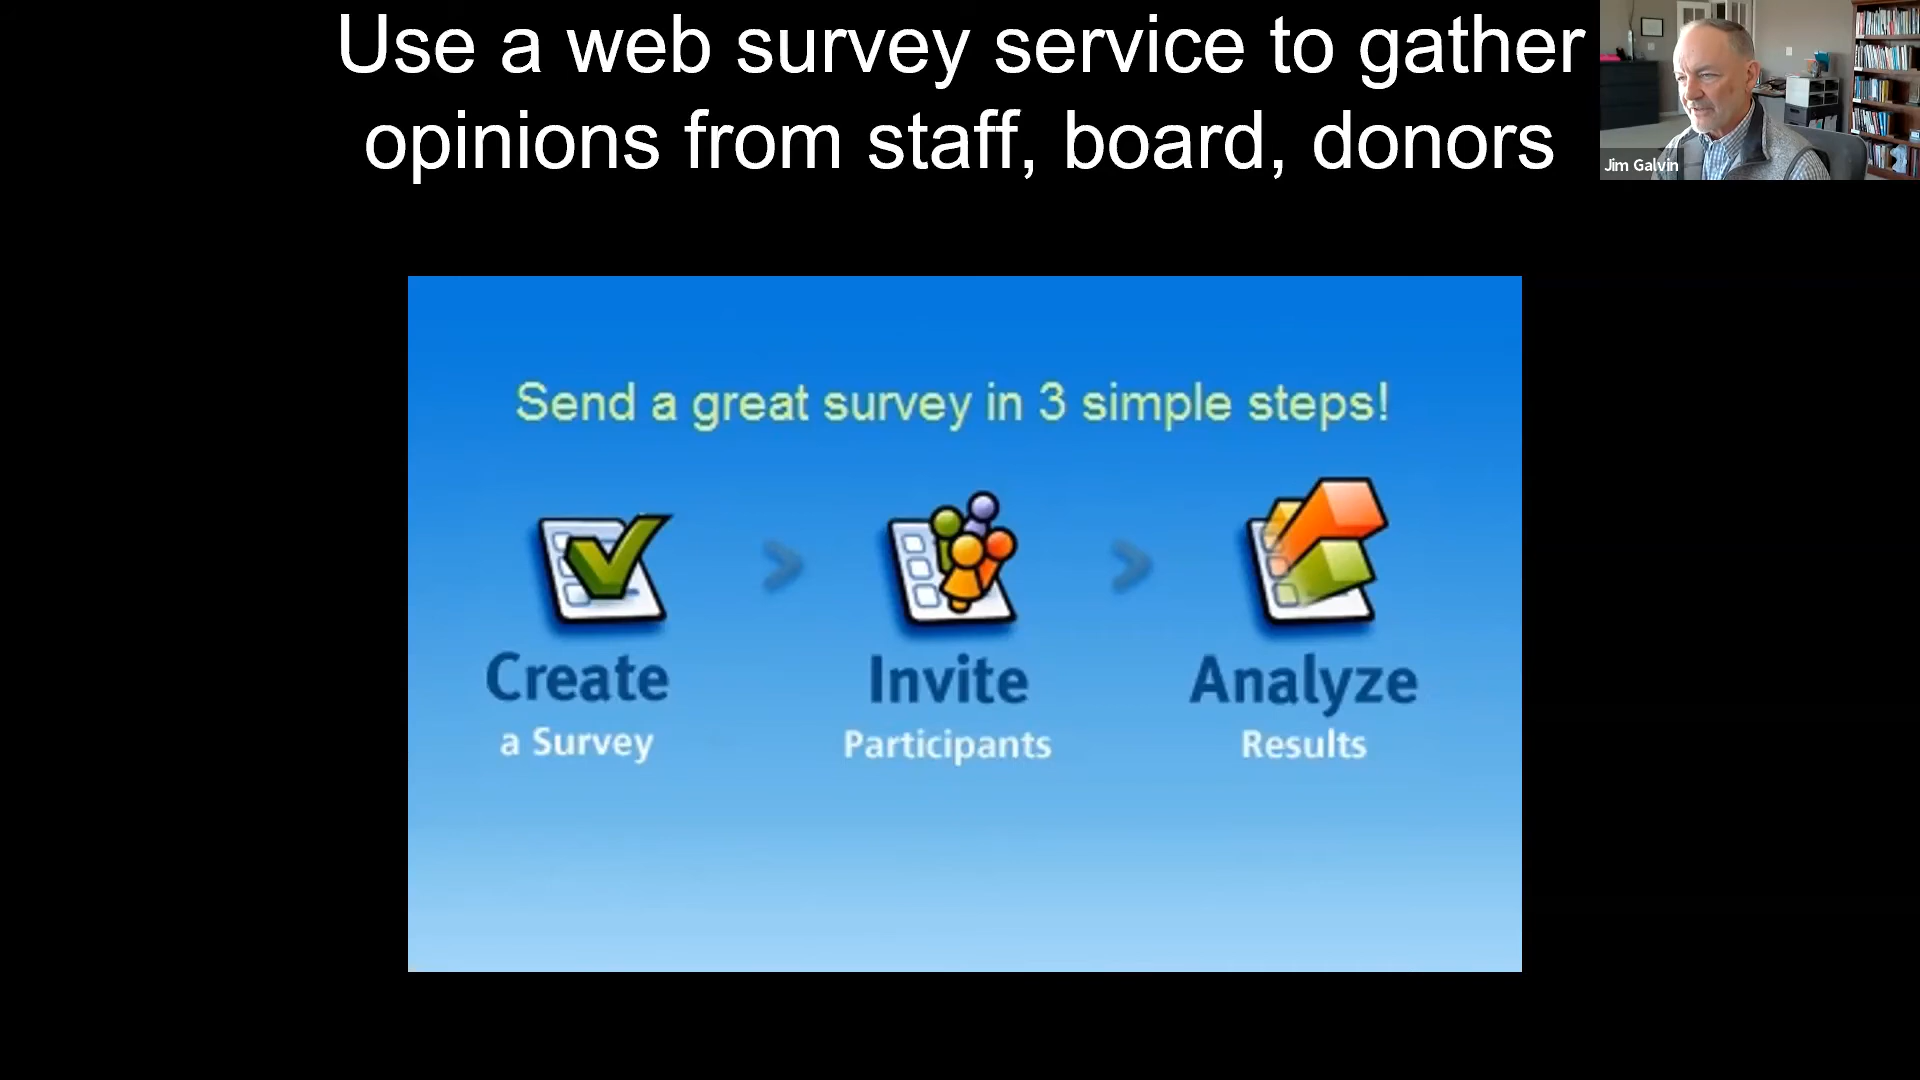 Use a web survey service to gather
opinions from staff, board, donors
Jim Galvin
Send a great survey in 3 simple steps!
Create > Invite > Analyze
a Survey Participants Results